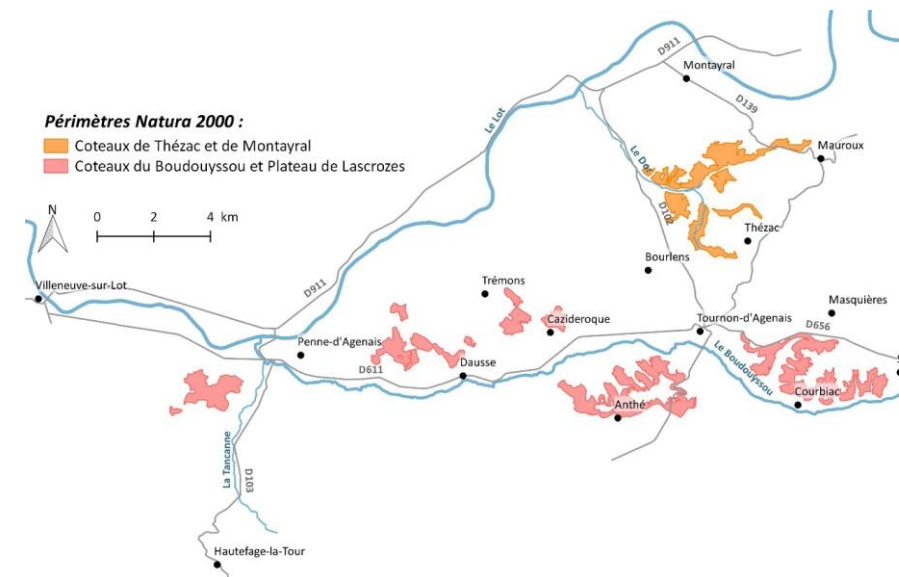 D911
Montayral
Périmètres Natura 2000 :
Coteaux de Thézac et de Montayral
Coteaux du Boudouyssou et Plateau de Lascrozes
D139
Le Lot
Mauroux
N
0 2 4 km
D102
Thézac
Bourlens
Villeneuve-sur-Lot
D911
Trémons
Masquières
Cazideroque
Tournon-d'Agenais
D656
Penne-d'Agenais
Le Boudouyssou
D611
Dausse
Courbiac
Anthé
La Tancanne
D103
Hautefage-la-Tour